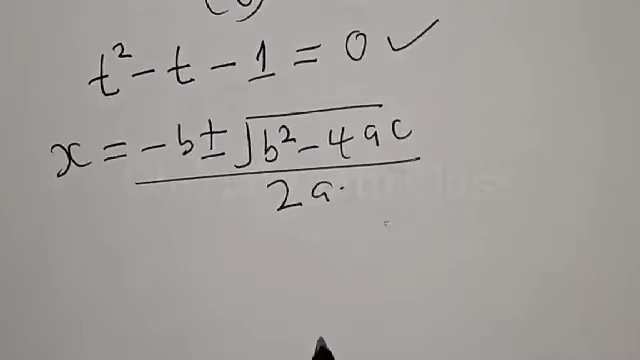 t² - t - 1 = 0 ✓
x = -b ± √b² - 4ac / 2a.